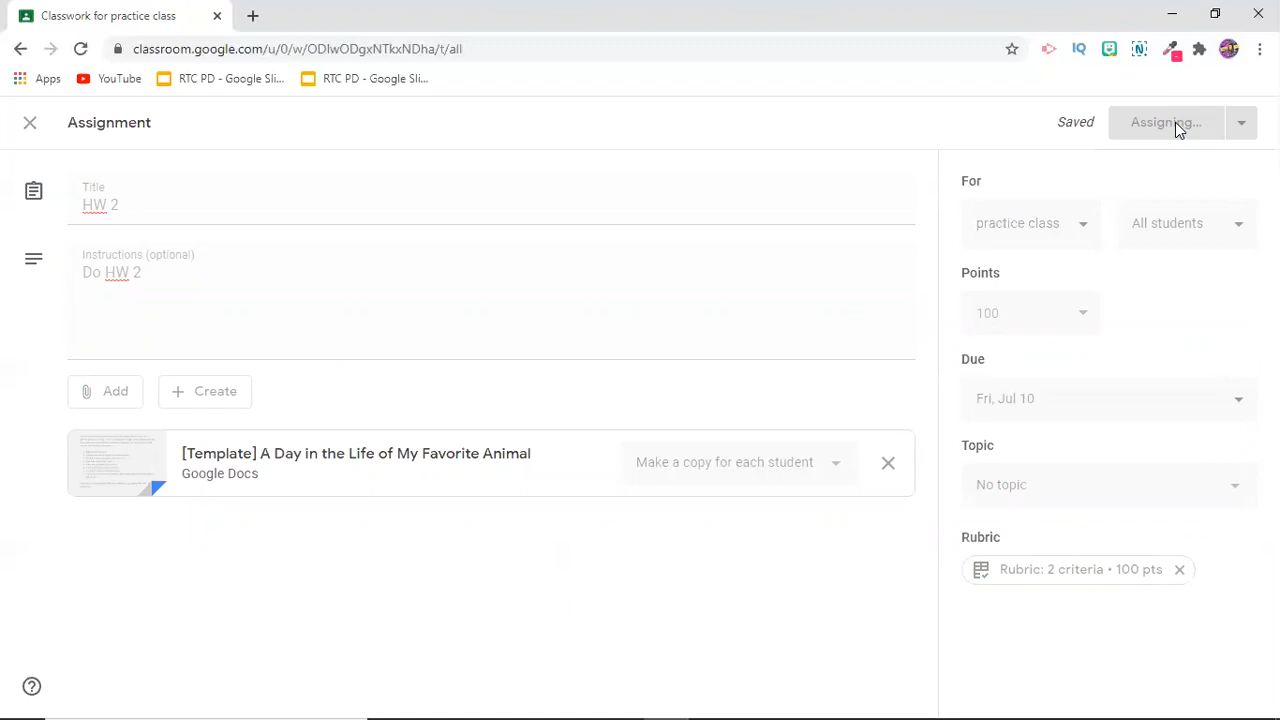 Classwork for practice class
classroom.google.com/u/0/w/ODIwODgxNTkxNDha/t/all
Apps YouTube RTC PD - Google Sli... RTC PD - Google Sli...
Assignment
Saved
Assigning...
Title
HW 2
Instructions (optional)
Do HW 2
Add
Create
[Template] A Day in the Life of My Favorite Animal
Google Docs
Make a copy for each student
For
practice class
All students
Points
100
Due
Fri, Jul 10
Topic
No topic
Rubric
Rubric: 2 criteria • 100 pts